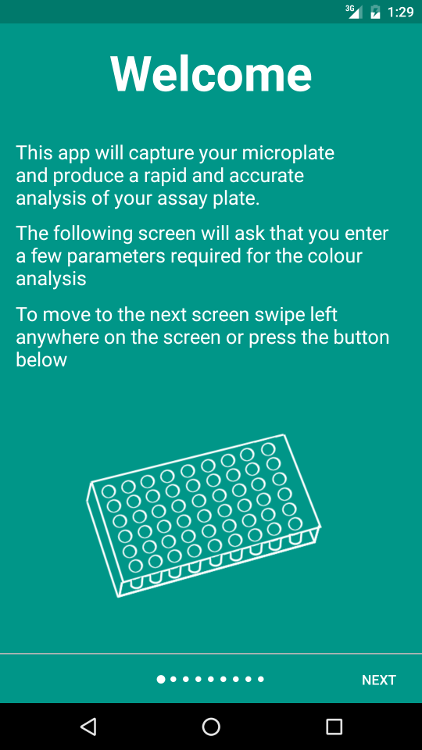 3G 1:29
Welcome
This app will capture your microplate
and produce a rapid and accurate
analysis of your assay plate.
The following screen will ask that you enter
a few parameters required for the colour
analysis
To move to the next screen swipe left
anywhere on the screen or press the button
below
NEXT